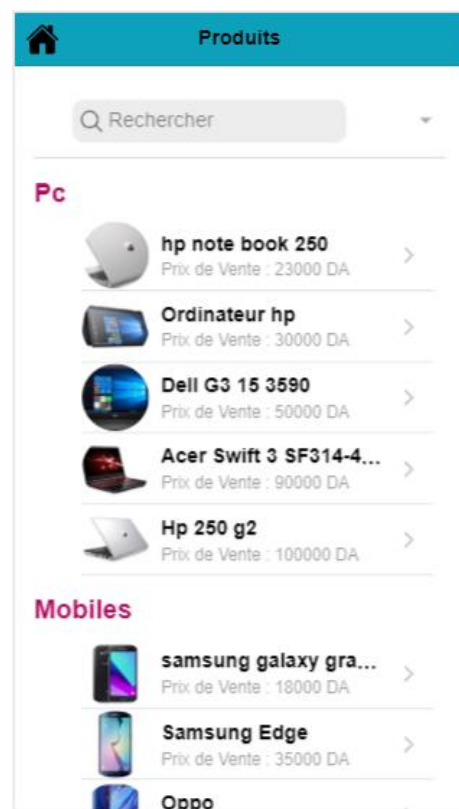 Produits
Rechercher
Pc
hp note book 250
Prix de Vente : 23000 DA
Ordinateur hp
Prix de Vente : 30000 DA
Dell G3 15 3590
Prix de Vente : 50000 DA
Acer Swift 3 SF314-4...
Prix de Vente : 90000 DA
Hp 250 g2
Prix de Vente : 100000 DA
Mobiles
samsung galaxy gra...
Prix de Vente : 18000 DA
Samsung Edge
Prix de Vente : 35000 DA
Oppo